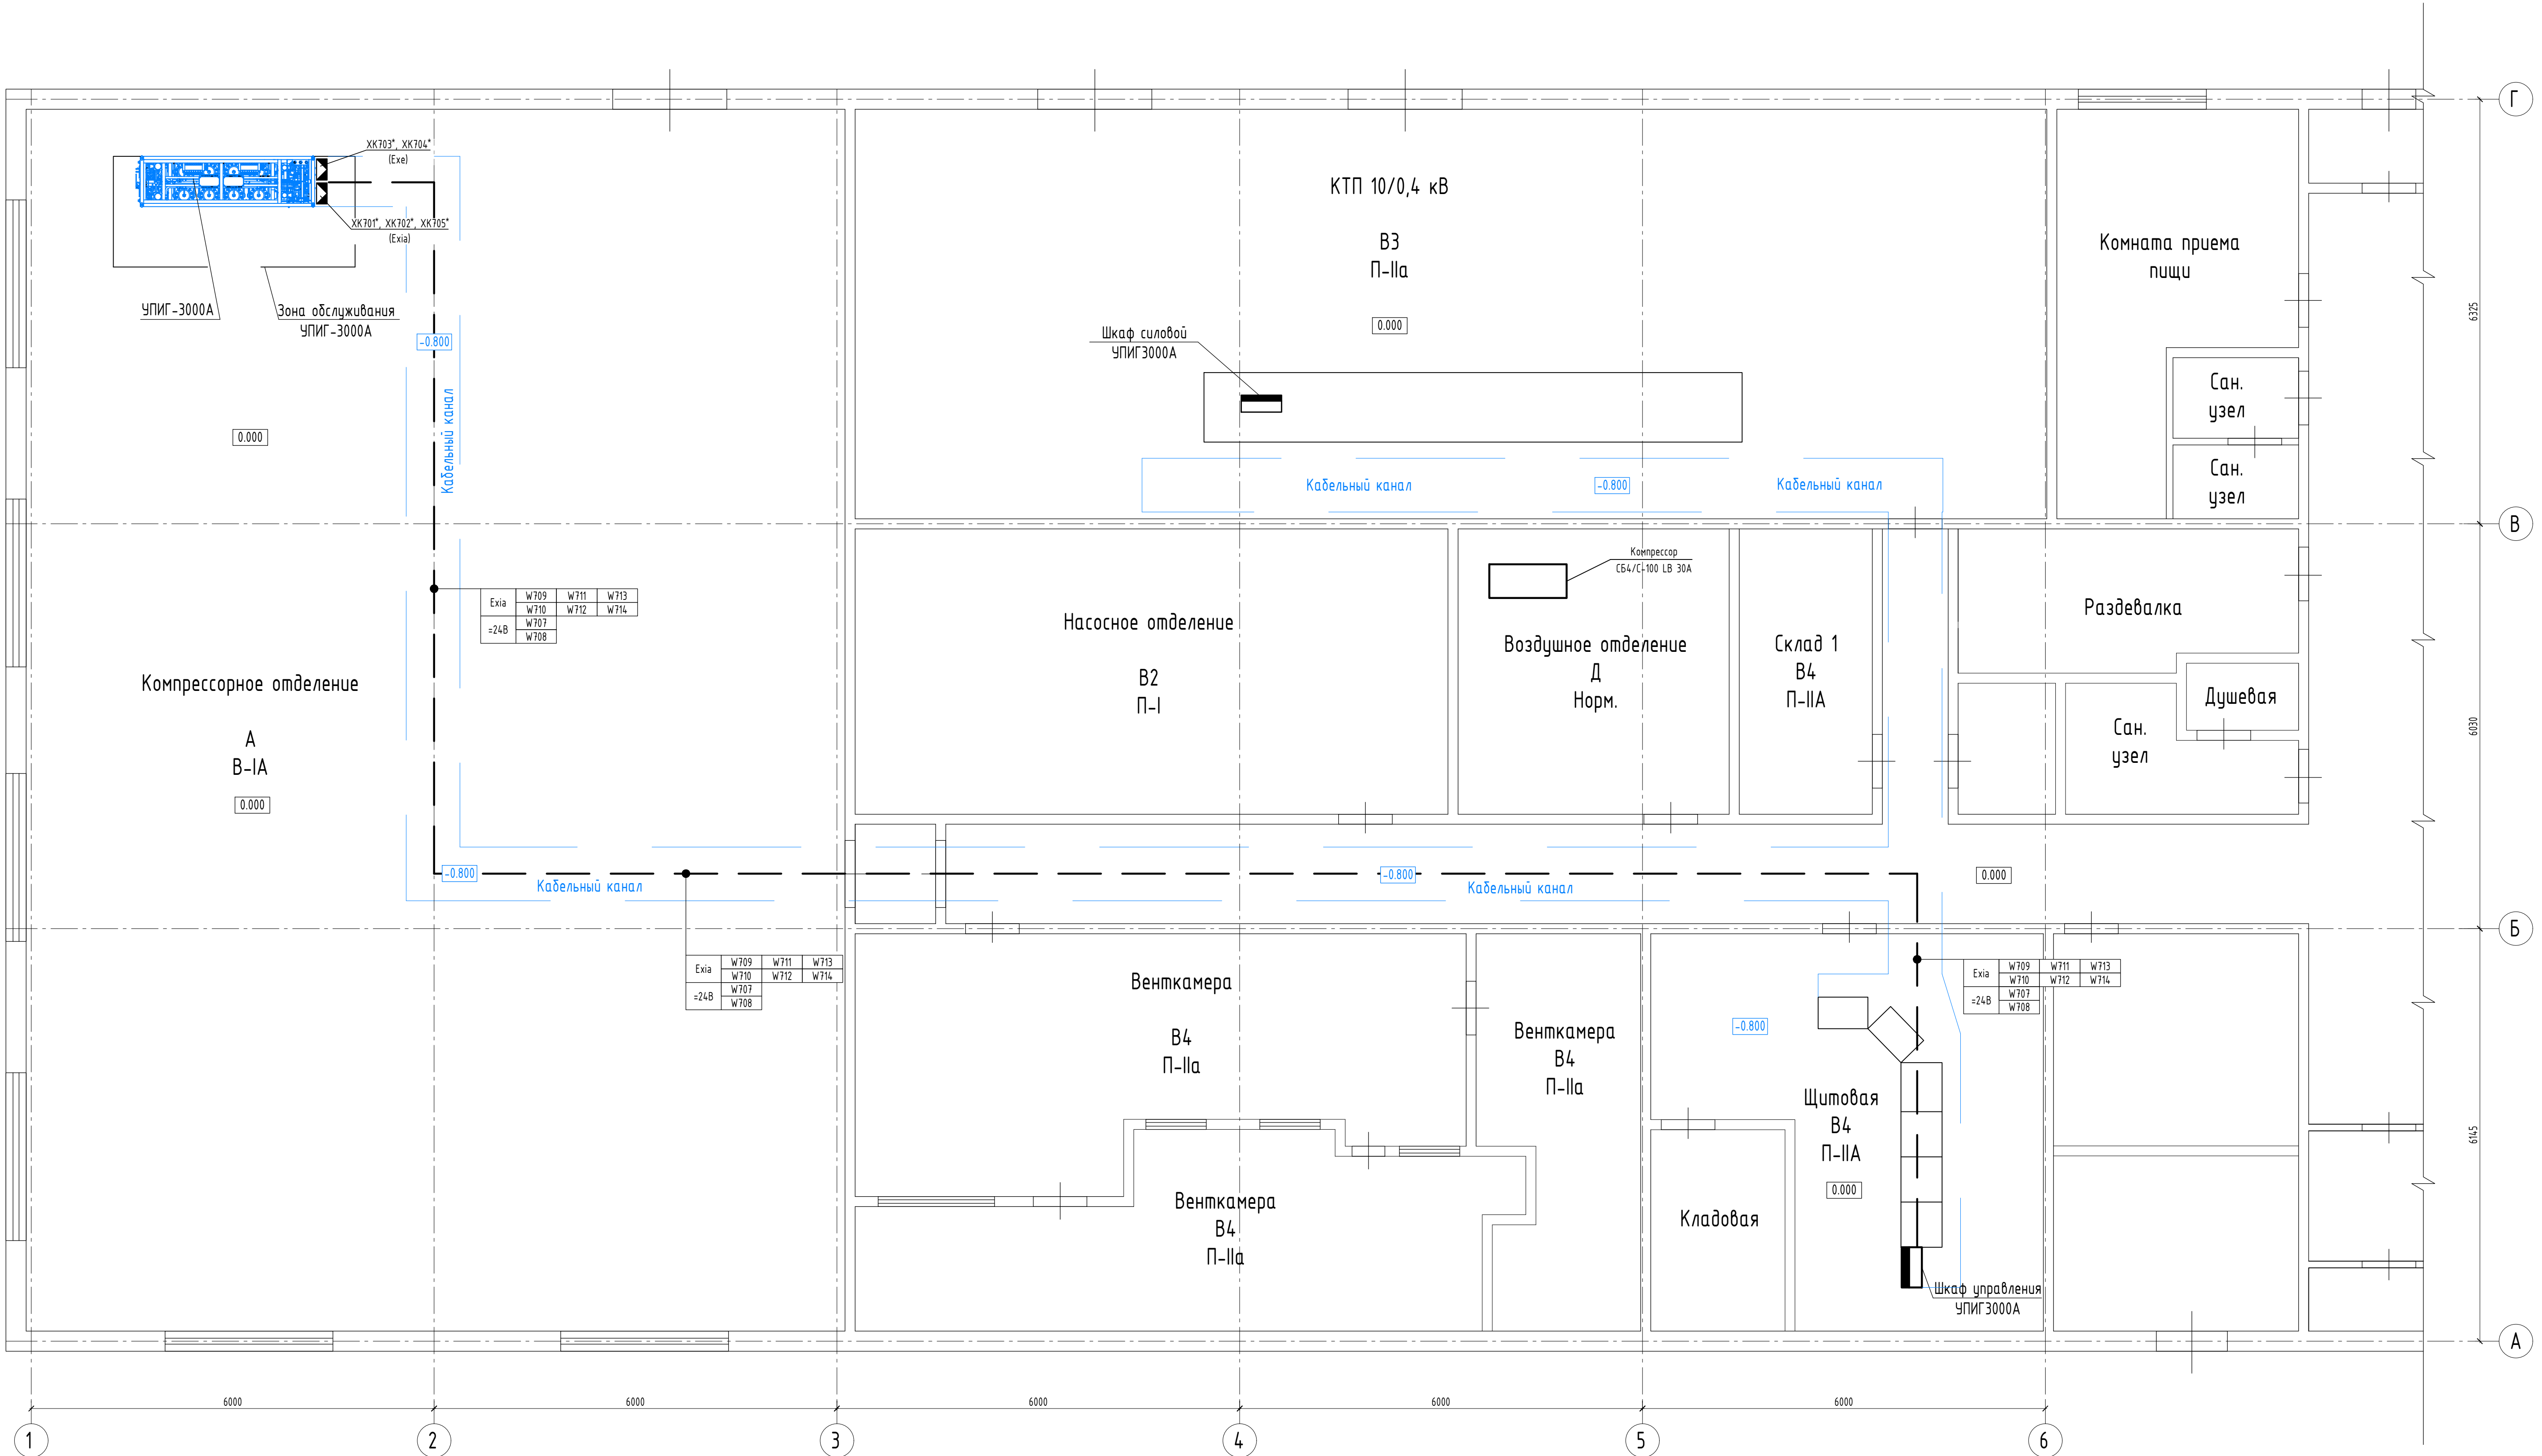 Г
ХК703*, ХК704*
(Exe)
ХК701*, ХК702*, ХК705*
(Exia)
УПИГ-3000А
Зона обслуживания
УПИГ-3000А
-0.800
Кабельный канал
0.000
КТП 10/0,4 кВ
В3
П-IIа
0.000
Шкаф силовой
УПИГ3000А
Кабельный канал
-0.800
Кабельный канал
Комната приема
пищи
Сан.
узел
Сан.
узел
6325
В
Exia
W709 W711 W713
W710 W712 W714
=24В
W707
W708
Компрессорное отделение
А
В-IА
0.000
Насосное отделение
В2
П-I
Компрессор
СБ4/С-100 LB 30А
Воздушное отделение
Д
Норм.
Склад 1
В4
П-IIА
Раздевалка
Душевая
Сан.
узел
6030
-0.800
Кабельный канал
-0.800
Кабельный канал
0.000
Б
Exia
W709 W711 W713
W710 W712 W714
=24В
W707
W708
Венткамера
В4
П-IIа
Венткамера
В4
П-IIа
Венткамера
В4
П-IIа
-0.800
Exia
W709 W711 W713
W710 W712 W714
=24В
W707
W708
Щитовая
В4
П-IIА
0.000
Кладовая
Шкаф управления
УПИГ3000А
6145
А
6000
6000
6000
6000
6000
1
2
3
4
5
6